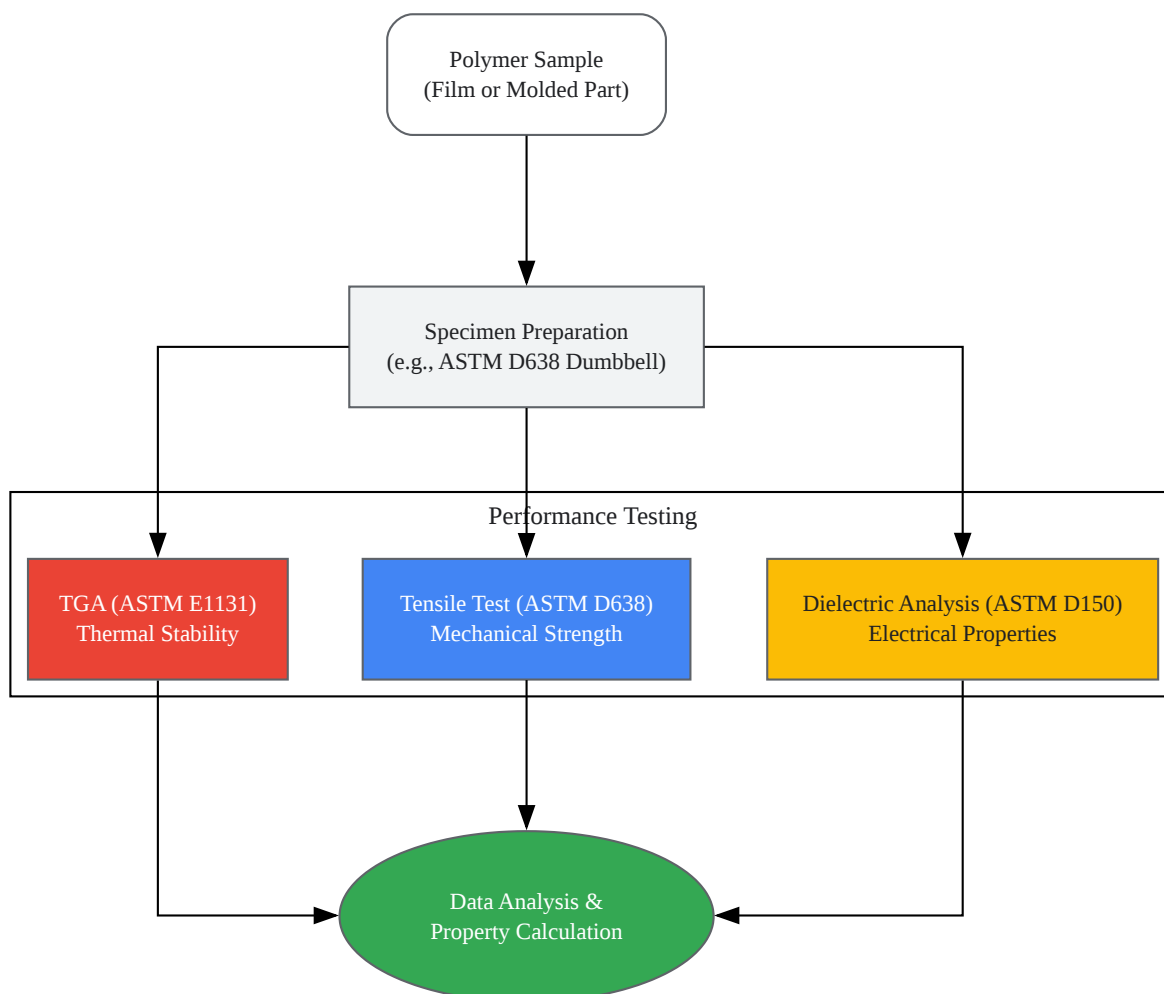 Polymer Sample
(Film or Molded Part)
Specimen Preparation
(e.g., ASTM D638 Dumbbell)
Performance Testing
TGA (ASTM E1131)
Thermal Stability
Tensile Test (ASTM D638)
Mechanical Strength
Dielectric Analysis (ASTM D150)
Electrical Properties
Data Analysis &
Property Calculation